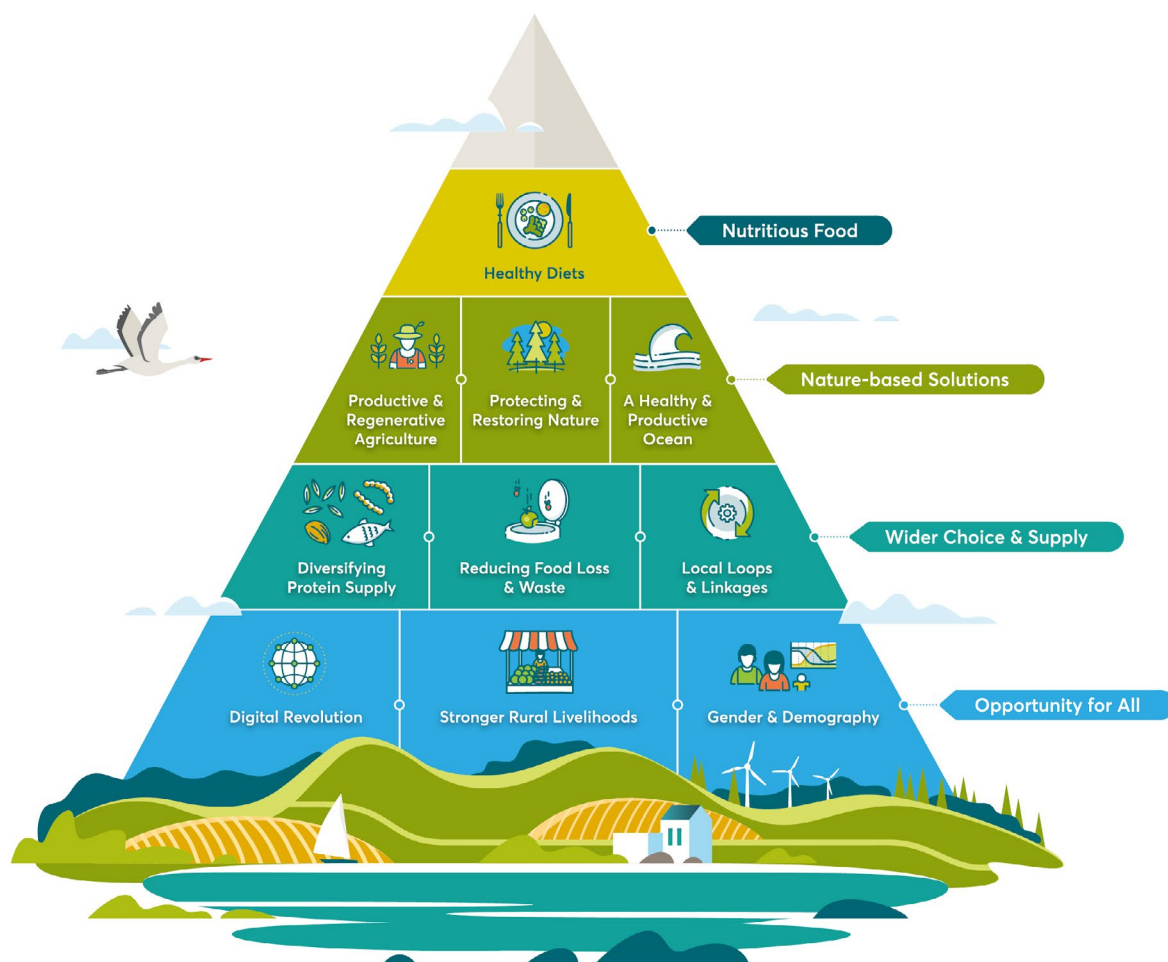 Healthy Diets
Nutritious Food
Productive &
Regenerative
Agriculture
Protecting &
Restoring Nature
A Healthy &
Productive
Ocean
Nature-based Solutions
Diversifying
Protein Supply
Reducing Food Loss
& Waste
Local Loops
& Linkages
Wider Choice & Supply
Digital Revolution
Stronger Rural Livelihoods
Gender & Demography
Opportunity for All